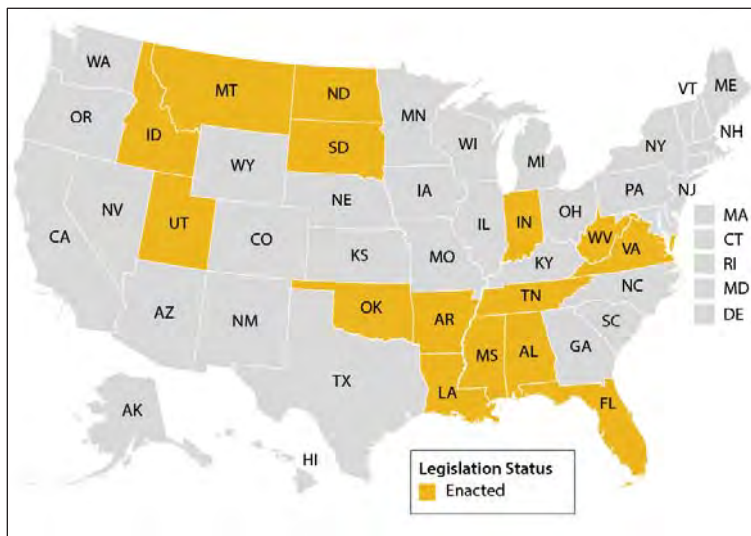 WA
MT
ND
MN
VT
ME
OR
ID
SD
WI
NY
NH
WY
MI
IA
PA
NJ
NE
NV
IL
IN
OH
MA
UT
WV
CT
CA
CO
KS
MO
KY
VA
RI
NC
MD
TN
OK
AR
SC
DE
AZ
NM
MS
AL
GA
TX
LA
FL
AK
HI
Legislation Status
Enacted